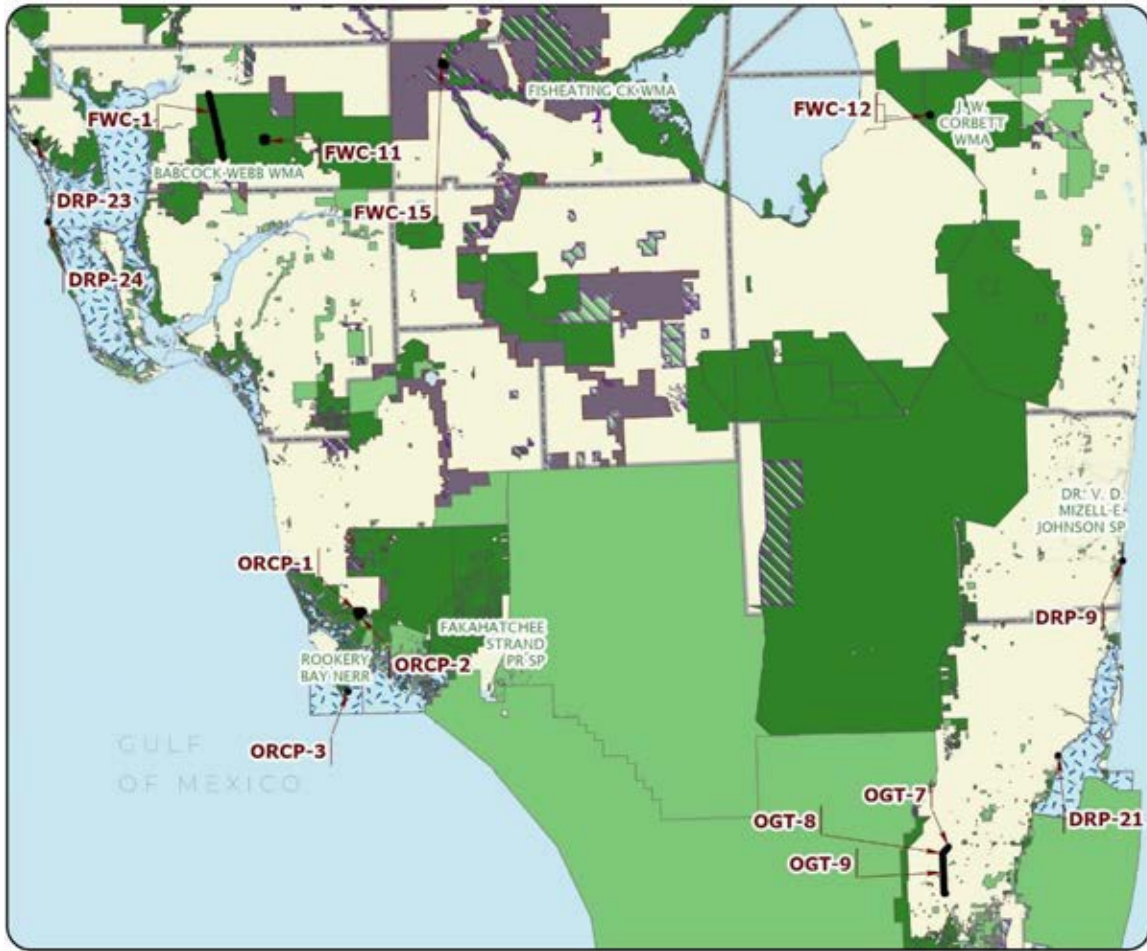 FISHEATING CK WMA
FWC-1
FWC-12
J. W.
CORBETT
WMA
FWC-11
BABCOCK-WEBB WMA
DRP-23
FWC-15
DRP-24
DR. V. D.
MIZELL-E.
JOHNSON SP
ORCP-1
DRP-9
FAKAHATCHEE
STRAND
PR SP
ROOKERY
BAY NERR
ORCP-2
ORCP-3
GULF
OF MEXICO
OGT-7
OGT-8
DRP-21
OGT-9